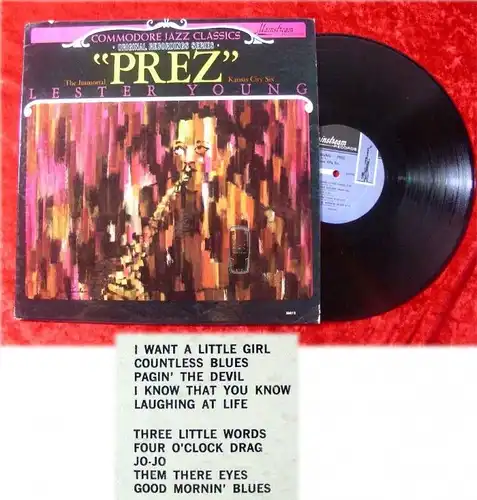 COMMODORE JAZZ CLASSICS
Mainstream
• ORIGINAL RECORDINGS SERIES •
"PREZ"
The Immortal Kansas City Six
LESTER YOUNG
mainstream
RECORDS
I WANT A LITTLE GIRL
COUNTLESS BLUES
PAGIN' THE DEVIL
I KNOW THAT YOU KNOW
LAUGHING AT LIFE
THREE LITTLE WORDS
FOUR O'CLOCK DRAG
JO-JO
THEM THERE EYES
GOOD MORNIN' BLUES